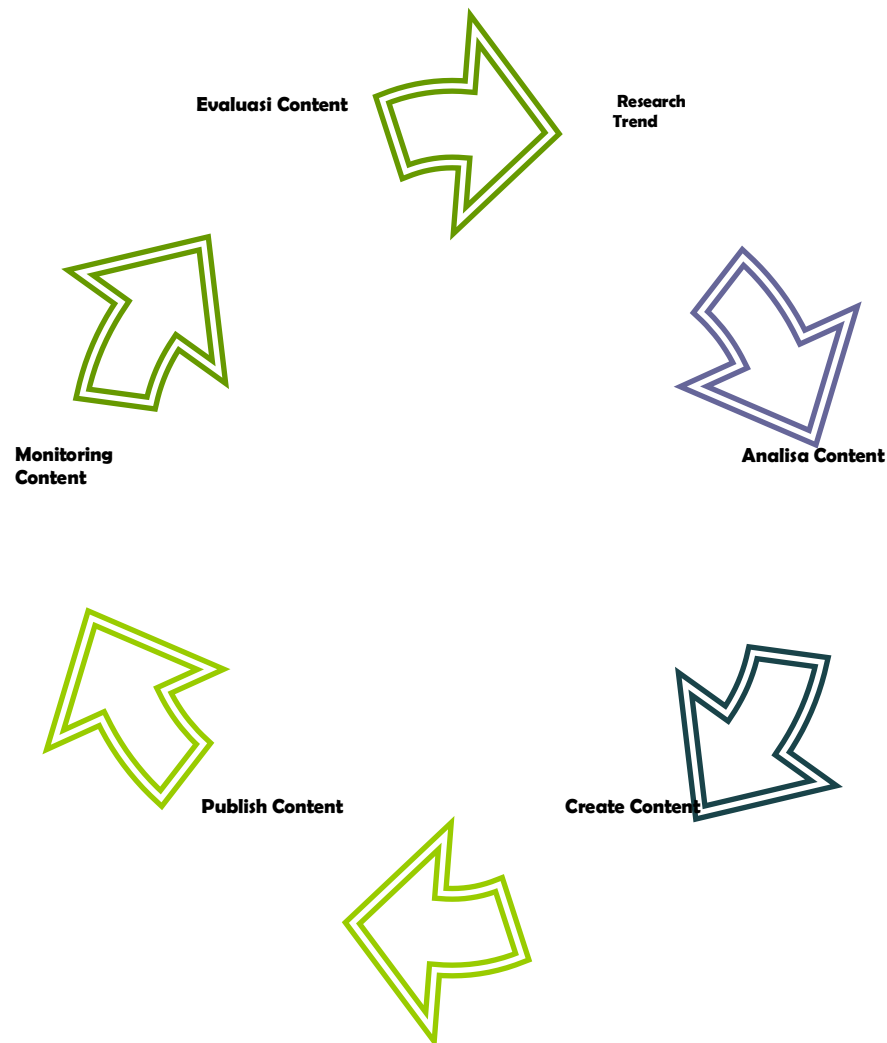 Evaluasi Content
Research
Trend
Monitoring
Content
Analisa Content
Publish Content
Create Content